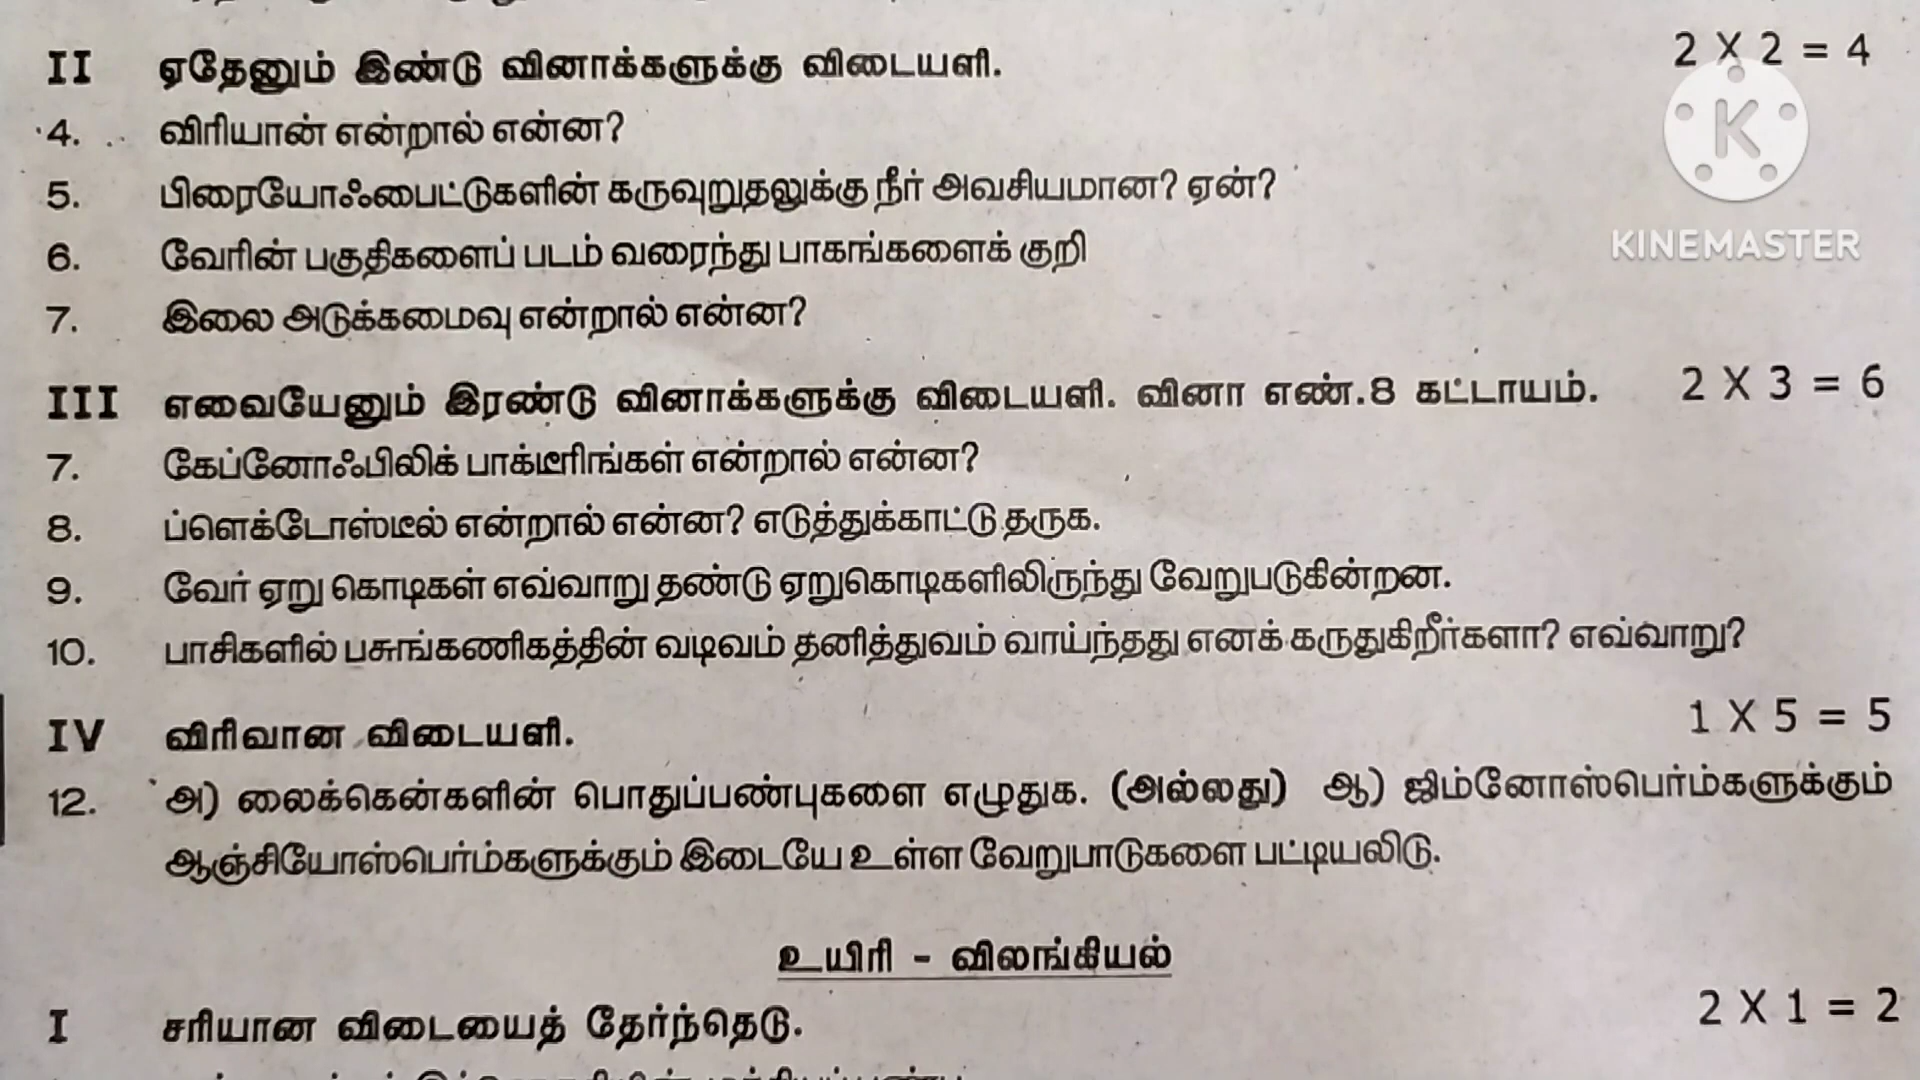 II ஏதேனும் இண்டு வினாக்களுக்கு விடையளி. 2 X 2 = 4
4. விரியான் என்றால் என்ன?
5. பிரையோஃபைட்டுகளின் கருவுறுதலுக்கு நீர் அவசியமான? ஏன்?
6. வேரின் பகுதிகளைப் படம் வரைந்து பாகங்களைக் குறி
7. இலை அடுக்கமைவு என்றால் என்ன?
K
KINEMASTER
III எவையேனும் இரண்டு வினாக்களுக்கு விடையளி. வினா எண்.8 கட்டாயம். 2 X 3 = 6
7. கேப்னோஃபிலிக் பாக்டீரிங்கள் என்றால் என்ன?
8. ப்ளெக்டோஸ்டீல் என்றால் என்ன? எடுத்துக்காட்டு தருக.
9. வேர் ஏறு கொடிகள் எவ்வாறு தண்டு ஏறுகொடிகளிலிருந்து வேறுபடுகின்றன.
10. பாசிகளில் பசுங்கணிகத்தின் வடிவம் தனித்துவம் வாய்ந்தது எனக் கருதுகிறீர்களா? எவ்வாறு?
IV விரிவான விடையளி. 1 X 5 = 5
12. அ) லைக்கென்களின் பொதுப்பண்புகளை எழுதுக. (அல்லது) ஆ) ஜிம்னோஸ்பெர்ம்களுக்கும்
ஆஞ்சியோஸ்பெர்ம்களுக்கும் இடையே உள்ள வேறுபாடுகளை பட்டியலிடு.
உயிரி - விலங்கியல்
I சரியான விடையைத் தேர்ந்தெடு. 2 X 1 = 2